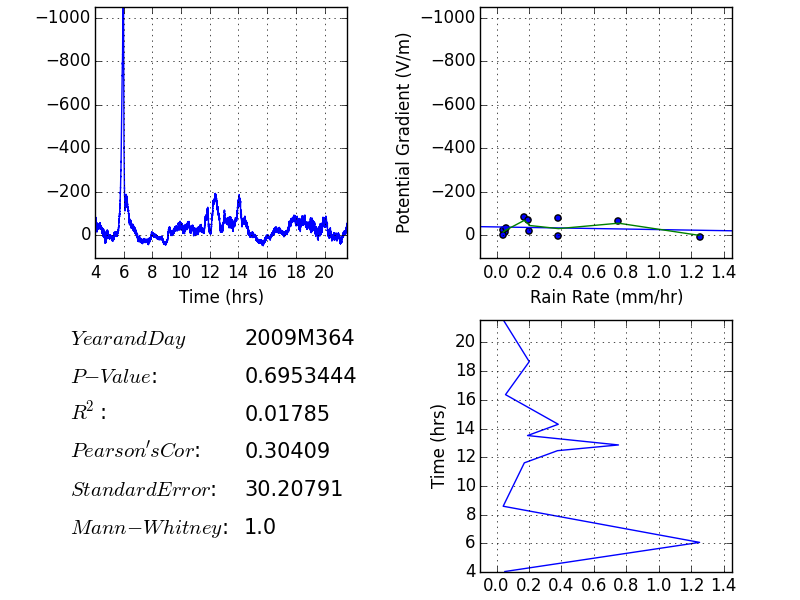 −1000
−800
−600
−400
−200
0
4 6 8 10 12 14 16 18 20
Time (hrs)
Potential Gradient (V/m)
−1000
−800
−600
−400
−200
0
0.0 0.2 0.4 0.6 0.8 1.0 1.2 1.4
Rain Rate (mm/hr)
YearandDay 2009M364
P−Value: 0.6953444
R²: 0.01785
Pearson′sCor: 0.30409
StandardError: 30.20791
Mann−Whitney: 1.0
Time (hrs)
20
18
16
14
12
10
8
6
4
0.0 0.2 0.4 0.6 0.8 1.0 1.2 1.4